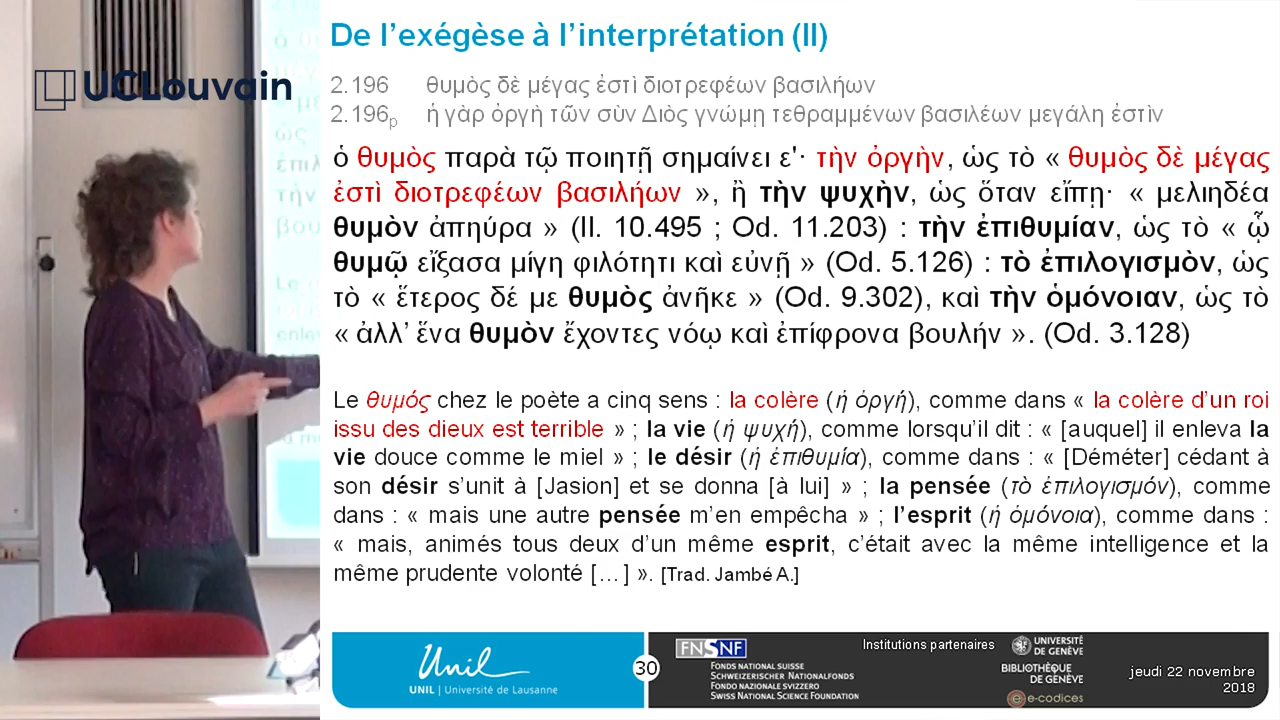 De l'exégèse à l'interprétation (II)
UCLouvain
2.196 θυμὸς δὲ μέγας ἐστὶ διοτρεφέων βασιλήων
2.196p ἡ γὰρ ὀργὴ τῶν σὺν Διὸς γνώμῃ τεθραμμένων βασιλέων μεγάλη ἐστὶν
ὁ θυμὸς παρὰ τῷ ποιητῇ σημαίνει ε'· τὴν ὀργὴν, ὡς τὸ « θυμὸς δὲ μέγας
ἐστὶ διοτρεφέων βασιλήων », ἢ τὴν ψυχὴν, ὡς ὅταν εἴπῃ· « μελιηδέα
θυμὸν ἀπηύρα » (Il. 10.495 ; Od. 11.203) : τὴν ἐπιθυμίαν, ὡς τὸ « ᾧ
θυμῷ εἴξασα μίγη φιλότητι καὶ εὐνῇ » (Od. 5.126) : τὸ ἐπιλογισμὸν, ὡς
τὸ « ἕτερος δέ με θυμὸς ἀνῆκε » (Od. 9.302), καὶ τὴν ὁμόνοιαν, ὡς τὸ
« ἀλλ' ἕνα θυμὸν ἔχοντες νόῳ καὶ ἐπίφρονα βουλήν ». (Od. 3.128)
Le θυμός chez le poète a cinq sens : la colère (ἡ ὀργή), comme dans « la colère d'un roi
issu des dieux est terrible » ; la vie (ἡ ψυχή), comme lorsqu'il dit : « [auquel] il enleva la
vie douce comme le miel » ; le désir (ἡ ἐπιθυμία), comme dans : « [Déméter] cédant à
son désir s'unit à [Jasion] et se donna [à lui] » ; la pensée (τὸ ἐπιλογισμόν), comme
dans : « mais une autre pensée m'en empêcha » ; l'esprit (ἡ ὁμόνοια), comme dans :
« mais, animés tous deux d'un même esprit, c'était avec la même intelligence et la
même prudente volonté […] ». [Trad. Jambé A.]
Unil
UNIL | Université de Lausanne
30
FNSNF
FONDS NATIONAL SUISSE
SCHWEIZERISCHER NATIONALFONDS
FONDO NAZIONALE SVIZZERO
SWISS NATIONAL SCIENCE FOUNDATION
Institutions partenaires
UNIVERSITÉ
DE GENÈVE
BIBLIOTHÈQUE
DE GENÈVE
e-codices
jeudi 22 novembre
2018